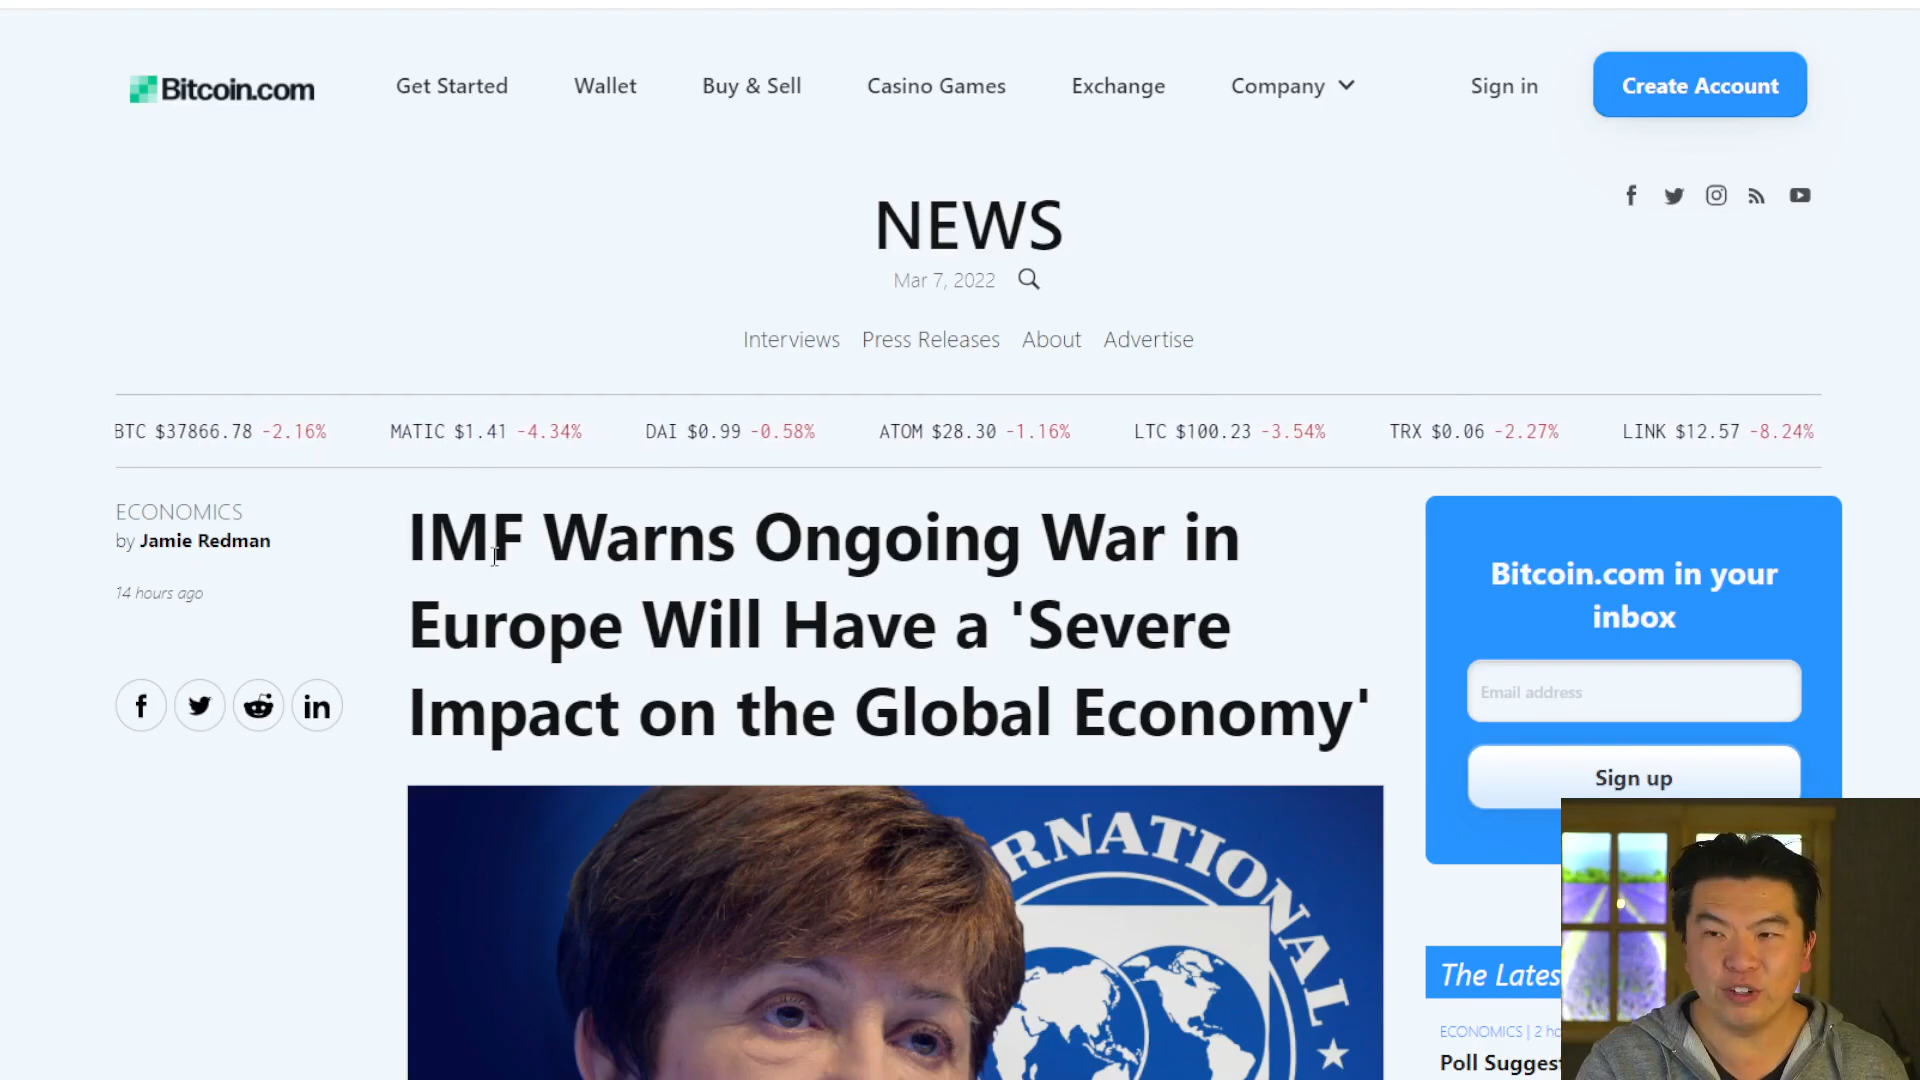 Bitcoin.com Get Started Wallet Buy & Sell Casino Games Exchange Company Sign in Create Account
NEWS
Mar 7, 2022
Interviews Press Releases About Advertise
BTC $37866.78 -2.16% MATIC $1.41 -4.34% DAI $0.99 -0.58% ATOM $28.30 -1.16% LTC $100.23 -3.54% TRX $0.06 -2.27% LINK $12.57 -8.24%
ECONOMICS
by Jamie Redman
14 hours ago
IMF Warns Ongoing War in
Europe Will Have a 'Severe
Impact on the Global Economy'
RNATIONAL
Bitcoin.com in your
inbox
Email address
Sign up
The Lates
ECONOMICS | 2 ho
Poll Suggest